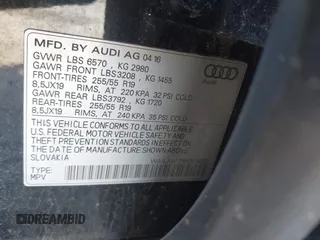 MFD. BY AUDI AG 04 16
GVWR LBS 6570 , KG 2980
GAWR FRONT LBS3208 , KG 1455
FRONT-TIRES 255/55 R19
8,5JX19 RIMS, AT 220 KPA 32 PSI COLD
GAWR REAR LBS3792 , KG 1720
REAR-TIRES 255/55 R19
8,5JX19 RIMS, AT 240 KPA 35 PSI COLD
THIS VEHICLE CONFORMS TO ALL APPLICABLE
U.S. FEDERAL MOTOR VEHICLE SAFETY AND
THEFT PREVENTION STANDARDS IN EFFECT ON
THE DATE OF MANUFACTURE SHOWN ABOVE
SLOVAKIA
TYPE:
MPV
DREAMBID